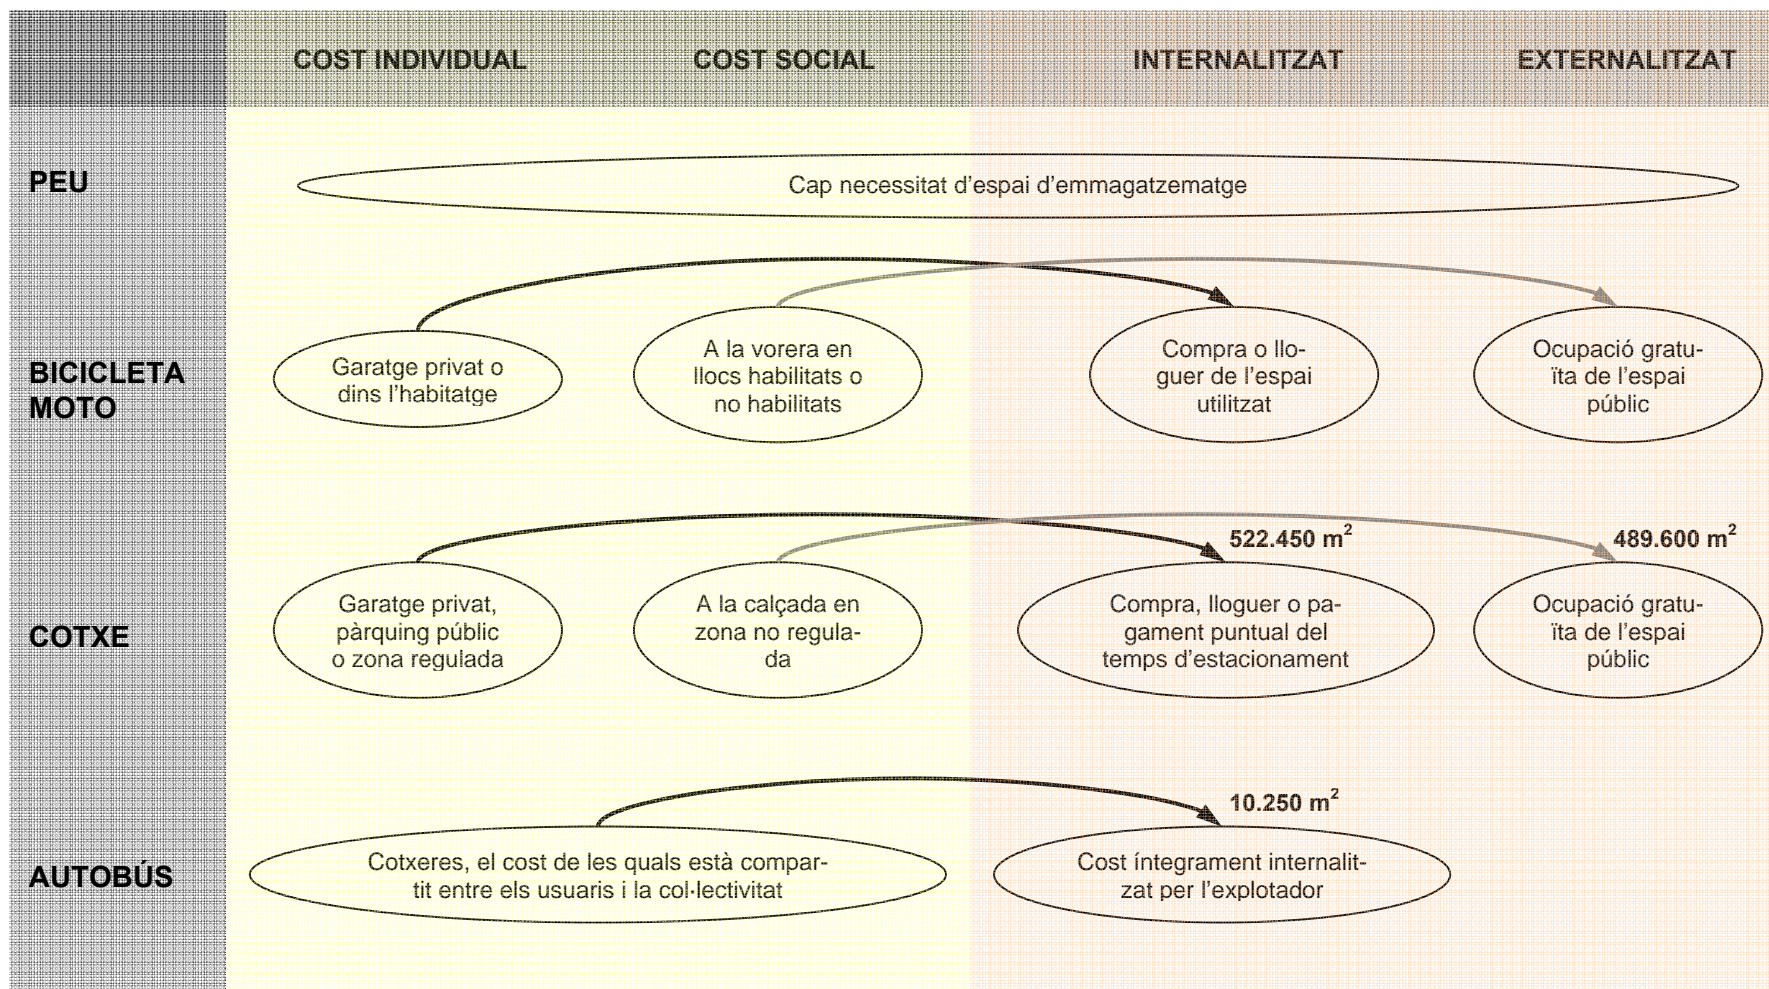 COST INDIVIDUAL
COST SOCIAL
INTERNALITZAT
EXTERNALITZAT
PEU
Cap necessitat d’espai d’emmagatzematge
BICICLETA
MOTO
Garatge privat o
dins l’habitatge
A la vorera en
llocs habilitats o
no habilitats
Compra o llo-
guer de l’espai
utilitzat
Ocupació gratu-
ïta de l’espai
públic
COTXE
Garatge privat,
pàrquing públic
o zona regulada
A la calçada en
zona no regula-
da
522.450 m²
Compra, lloguer o pa-
gament puntual del
temps d’estacionament
489.600 m²
Ocupació gratu-
ïta de l’espai
públic
AUTOBÚS
Cotxeres, el cost de les quals està compar-
tit entre els usuaris i la col·lectivitat
10.250 m²
Cost íntegrament internalit-
zat per l’explotador